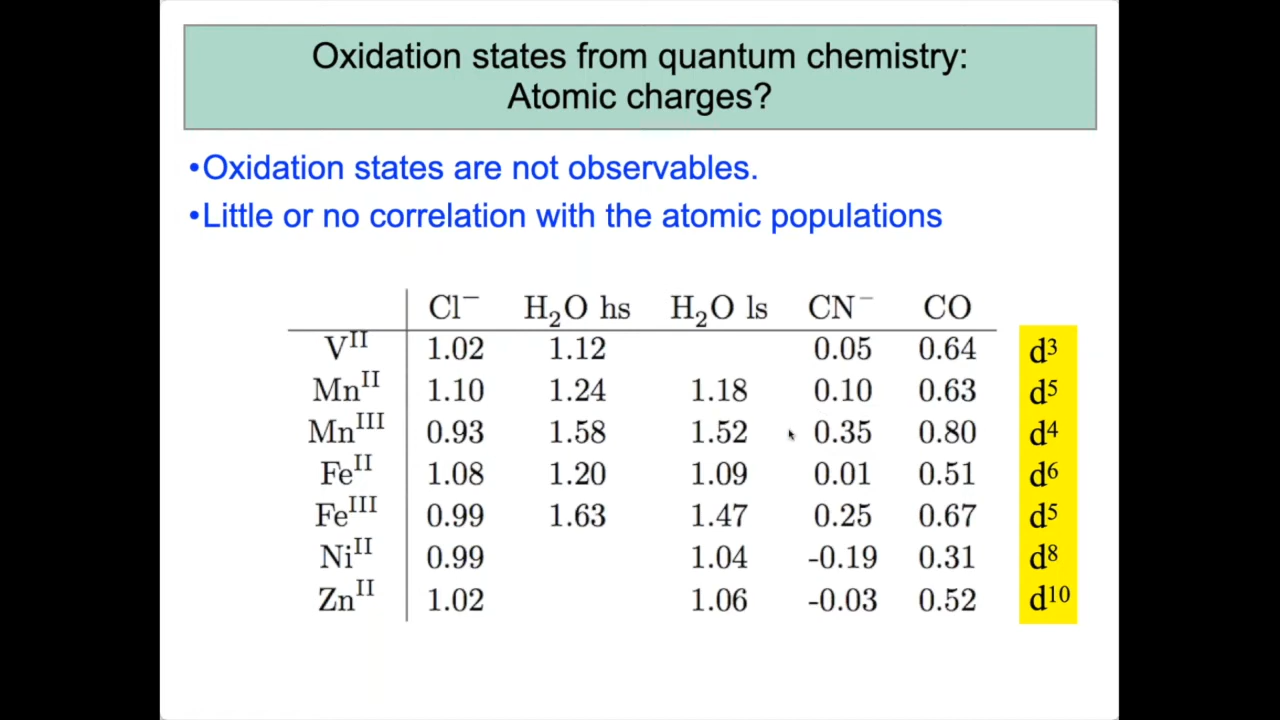 Oxidation states from quantum chemistry:
Atomic charges?
•Oxidation states are not observables.
•Little or no correlation with the atomic populations
Cl⁻ H₂O hs H₂O ls CN⁻ CO
Vᴵᴵ 1.02 1.12 0.05 0.64 d³
Mnᴵᴵ 1.10 1.24 1.18 0.10 0.63 d⁵
Mnᴵᴵᴵ 0.93 1.58 1.52 0.35 0.80 d⁴
Feᴵᴵ 1.08 1.20 1.09 0.01 0.51 d⁶
Feᴵᴵᴵ 0.99 1.63 1.47 0.25 0.67 d⁵
Niᴵᴵ 0.99 1.04 -0.19 0.31 d⁸
Znᴵᴵ 1.02 1.06 -0.03 0.52 d¹⁰